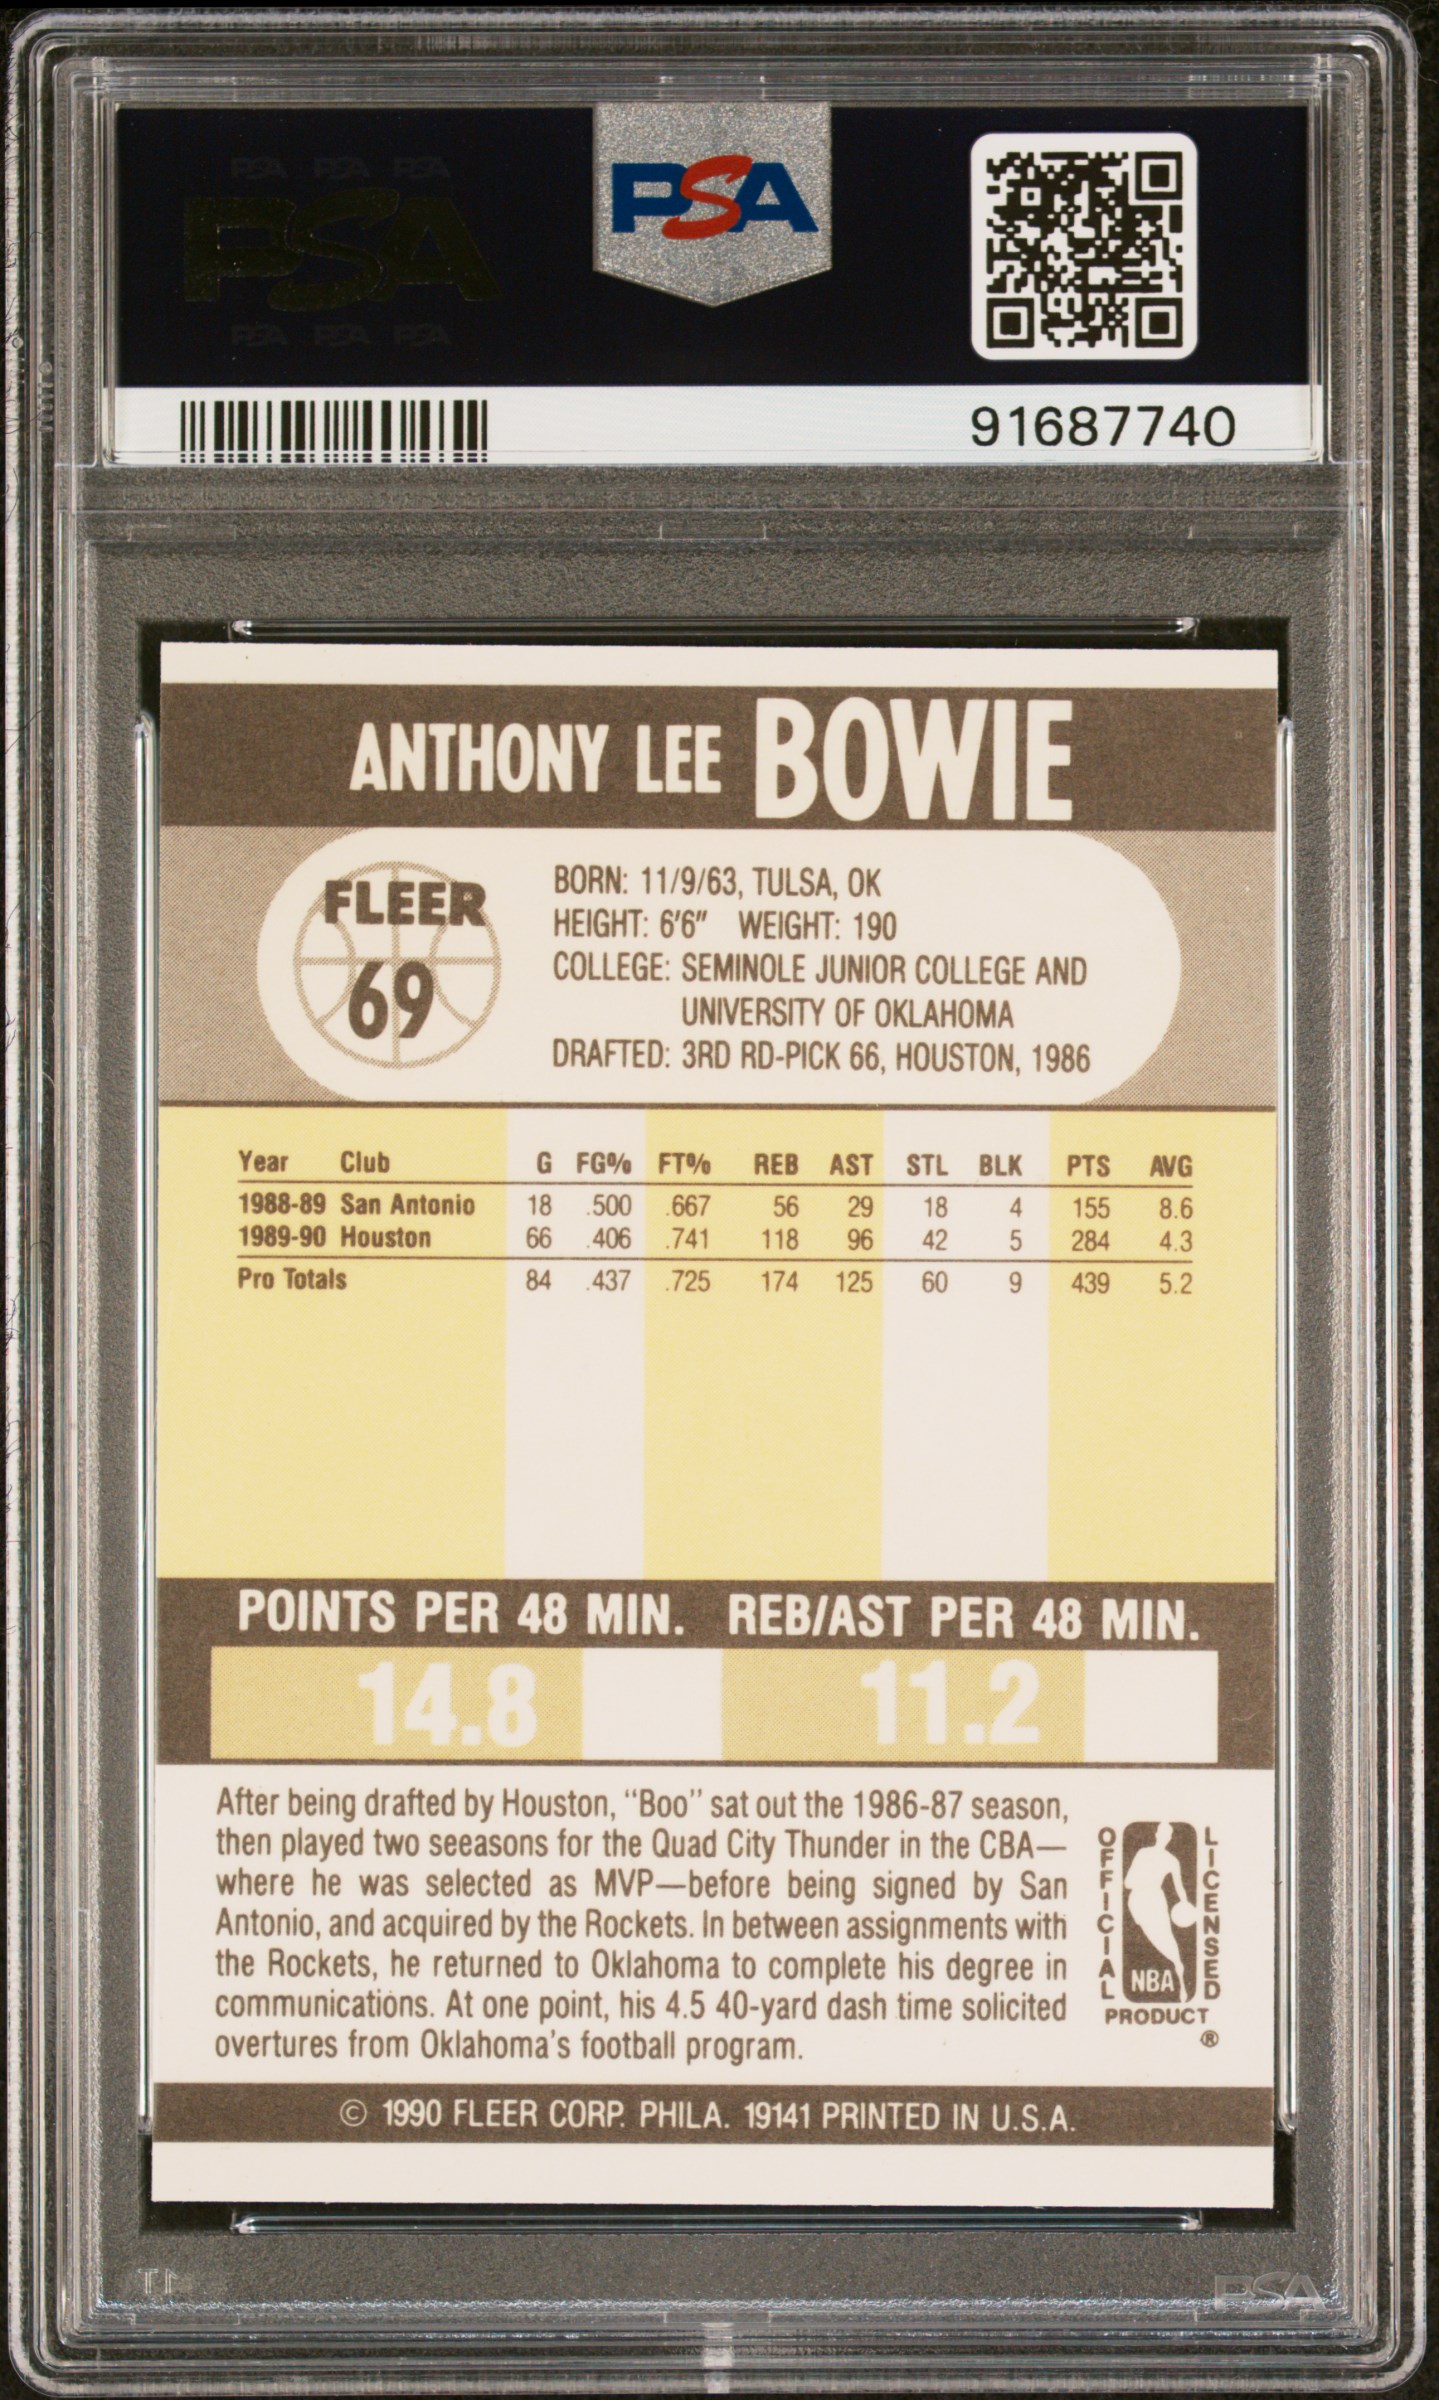 PSA PSA PSA
PSA
PSA PSA PSA
PSA
91687740
ANTHONY LEE BOWIE
FLEER
69
BORN: 11/9/63, TULSA, OK
HEIGHT: 6'6" WEIGHT: 190
COLLEGE: SEMINOLE JUNIOR COLLEGE AND
UNIVERSITY OF OKLAHOMA
DRAFTED: 3RD RD-PICK 66, HOUSTON, 1986
Year Club G FG% FT% REB AST STL BLK PTS AVG
1988-89 San Antonio 18 .500 .667 56 29 18 4 155 8.6
1989-90 Houston 66 .406 .741 118 96 42 5 284 4.3
Pro Totals 84 .437 .725 174 125 60 9 439 5.2
POINTS PER 48 MIN. REB/AST PER 48 MIN.
14.8 11.2
After being drafted by Houston, "Boo" sat out the 1986-87 season,
then played two seeasons for the Quad City Thunder in the CBA—
where he was selected as MVP—before being signed by San
Antonio, and acquired by the Rockets. In between assignments with
the Rockets, he returned to Oklahoma to complete his degree in
communications. At one point, his 4.5 40-yard dash time solicited
overtures from Oklahoma's football program.
OFFICIAL LICENSED
NBA
PRODUCT
®
© 1990 FLEER CORP. PHILA. 19141 PRINTED IN U.S.A.
PSA